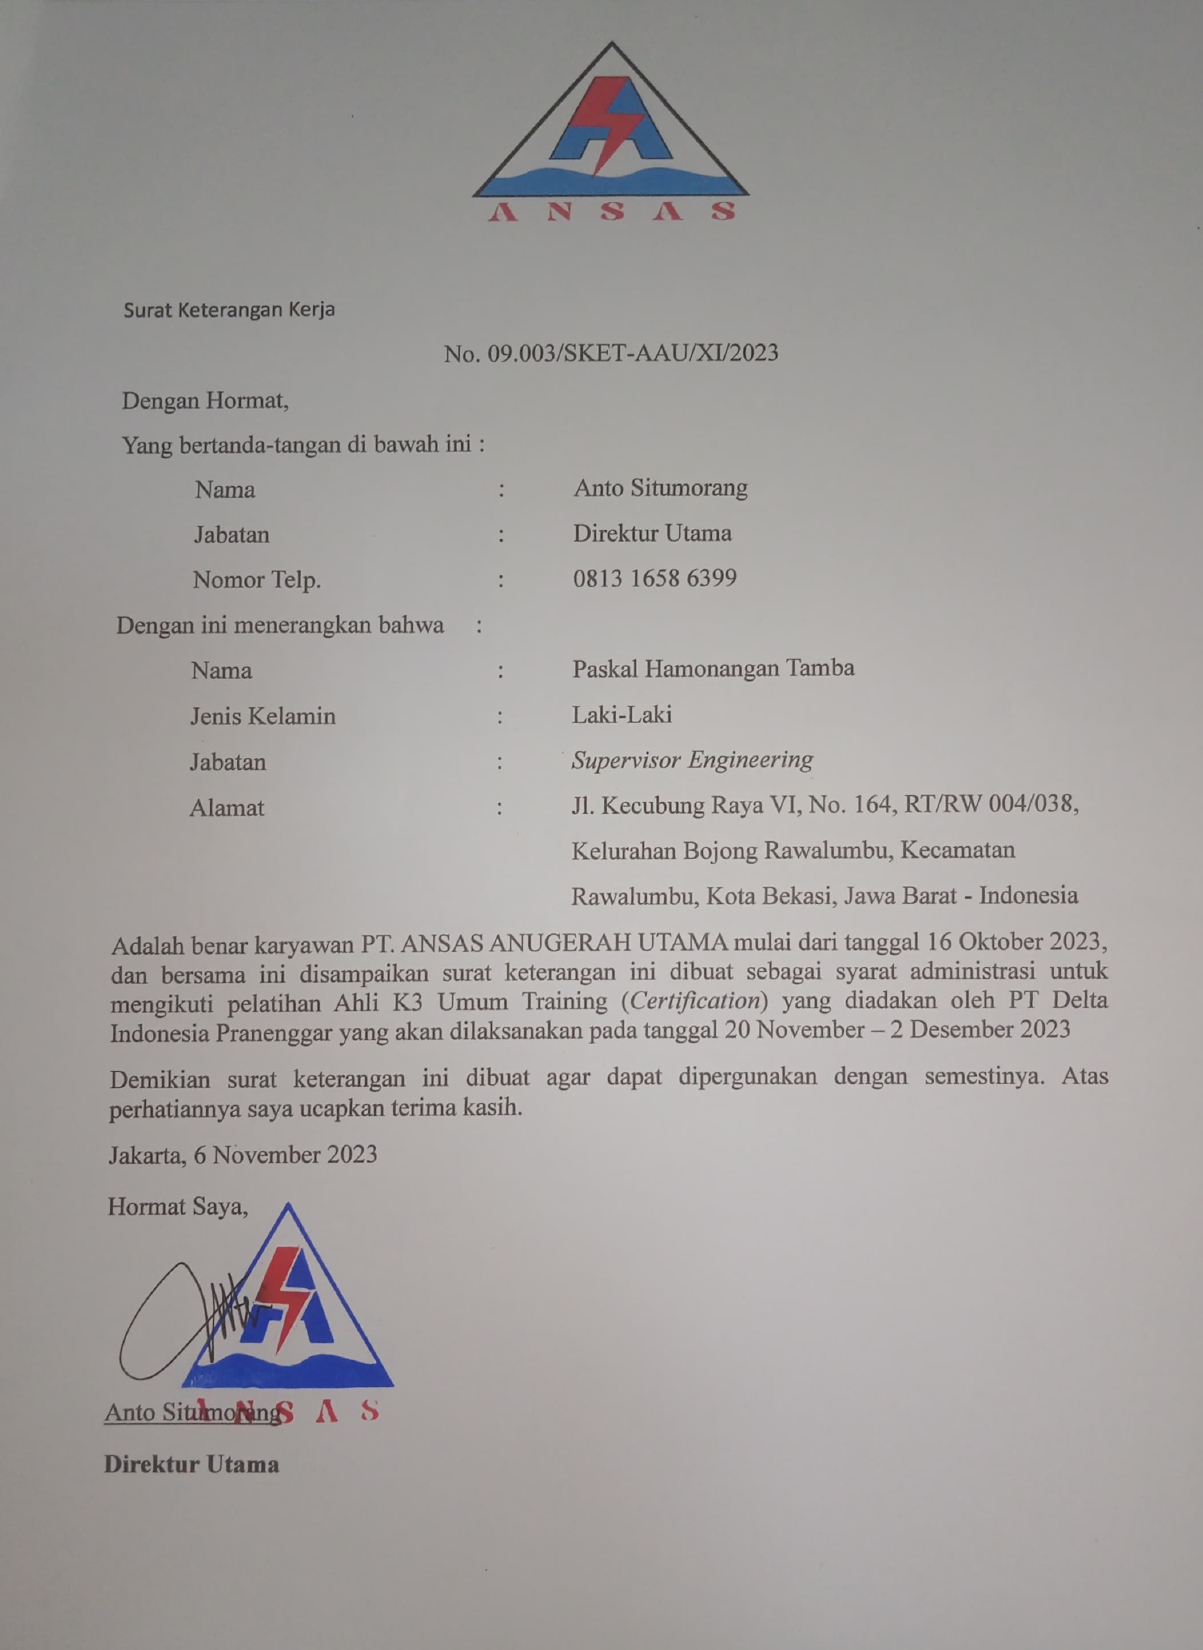 A N S A S
Surat Keterangan Kerja
No. 09.003/SKET-AAU/XI/2023
Dengan Hormat,
Yang bertanda-tangan di bawah ini :
Nama : Anto Situmorang
Jabatan : Direktur Utama
Nomor Telp. : 0813 1658 6399
Dengan ini menerangkan bahwa :
Nama : Paskal Hamonangan Tamba
Jenis Kelamin : Laki-Laki
Jabatan : Supervisor Engineering
Alamat : Jl. Kecubung Raya VI, No. 164, RT/RW 004/038,
Kelurahan Bojong Rawalumbu, Kecamatan
Rawalumbu, Kota Bekasi, Jawa Barat - Indonesia
Adalah benar karyawan PT. ANSAS ANUGERAH UTAMA mulai dari tanggal 16 Oktober 2023,
dan bersama ini disampaikan surat keterangan ini dibuat sebagai syarat administrasi untuk
mengikuti pelatihan Ahli K3 Umum Training (Certification) yang diadakan oleh PT Delta
Indonesia Pranenggar yang akan dilaksanakan pada tanggal 20 November – 2 Desember 2023
Demikian surat keterangan ini dibuat agar dapat dipergunakan dengan semestinya. Atas
perhatiannya saya ucapkan terima kasih.
Jakarta, 6 November 2023
Hormat Saya,
A N S A S
Anto Situmorang
Direktur Utama